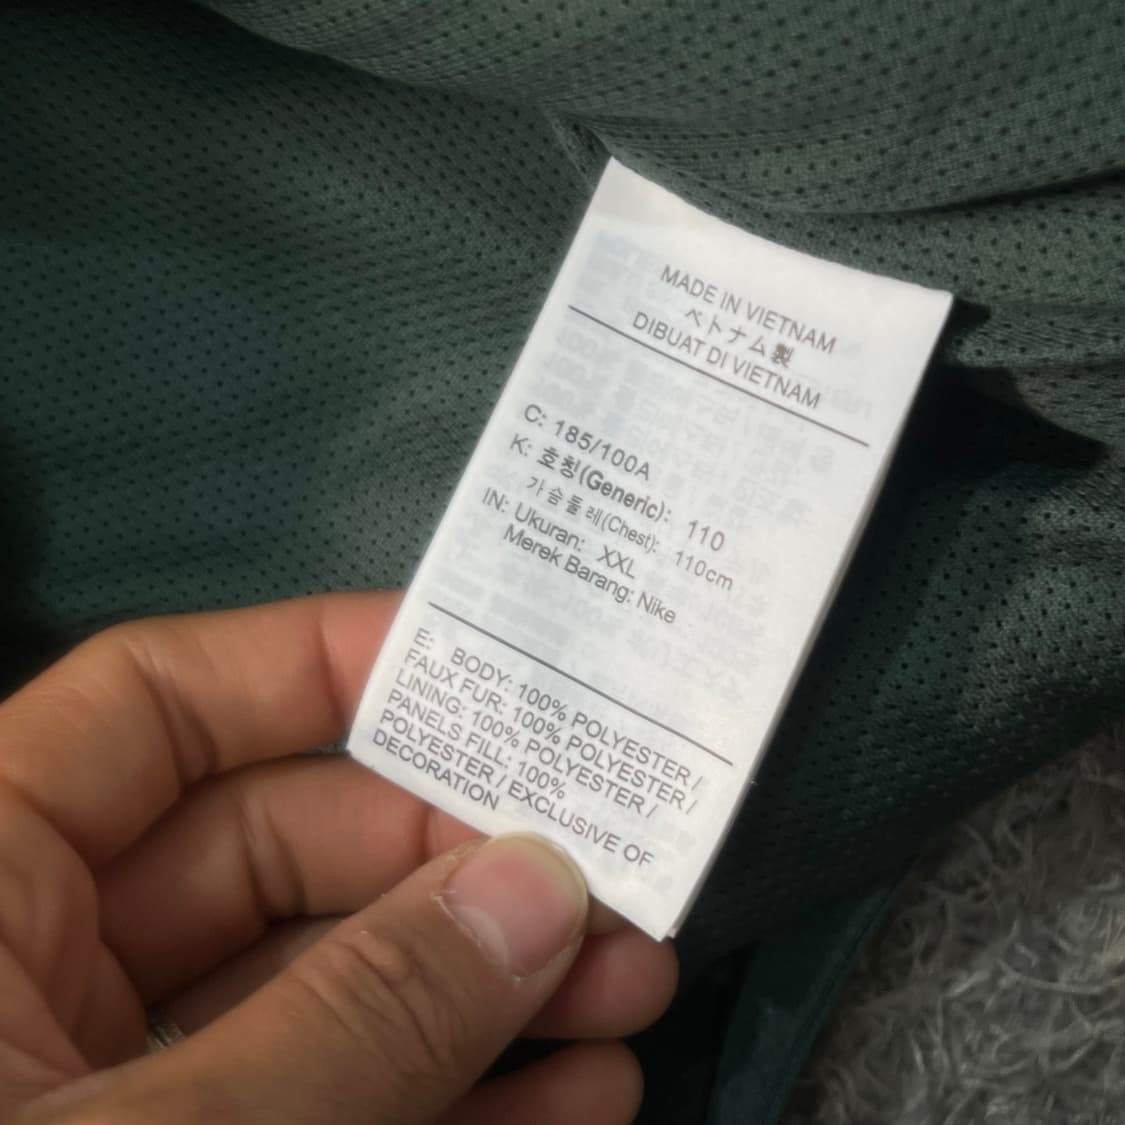 MADE IN VIETNAM
ベトナム製
DIBUAT DI VIETNAM
C: 185/100A
K: 호칭(Generic): 110
가슴둘레(Chest): 110cm
IN: Ukuran: XXL
Merek Barang: Nike
E: BODY: 100% POLYESTER /
FAUX FUR: 100% POLYESTER /
LINING: 100% POLYESTER /
PANELS FILL: 100%
POLYESTER / EXCLUSIVE OF
DECORATION